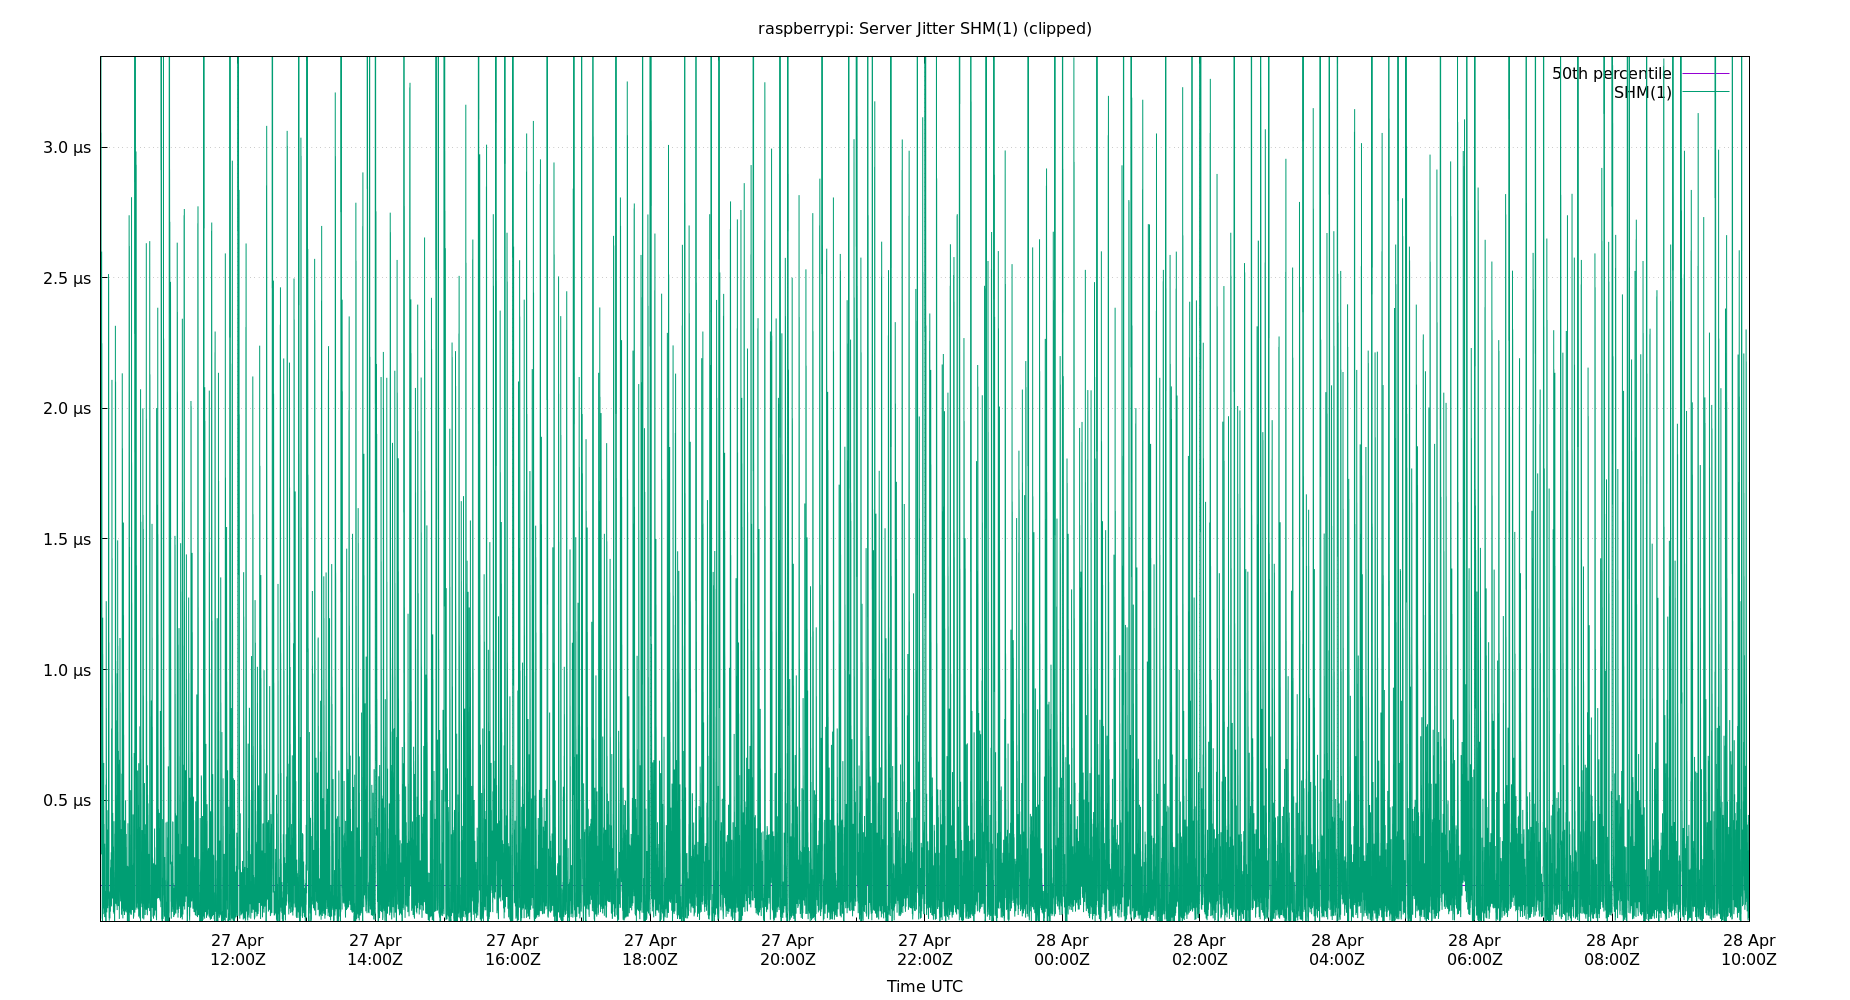 raspberrypi: Server Jitter SHM(1) (clipped)
50th percentile
SHM(1)
3.0 µs
2.5 µs
2.0 µs
1.5 µs
1.0 µs
0.5 µs
27 Apr 27 Apr 27 Apr 27 Apr 27 Apr 27 Apr 28 Apr 28 Apr 28 Apr 28 Apr 28 Apr 28 Apr
12:00Z 14:00Z 16:00Z 18:00Z 20:00Z 22:00Z 00:00Z 02:00Z 04:00Z 06:00Z 08:00Z 10:00Z
Time UTC